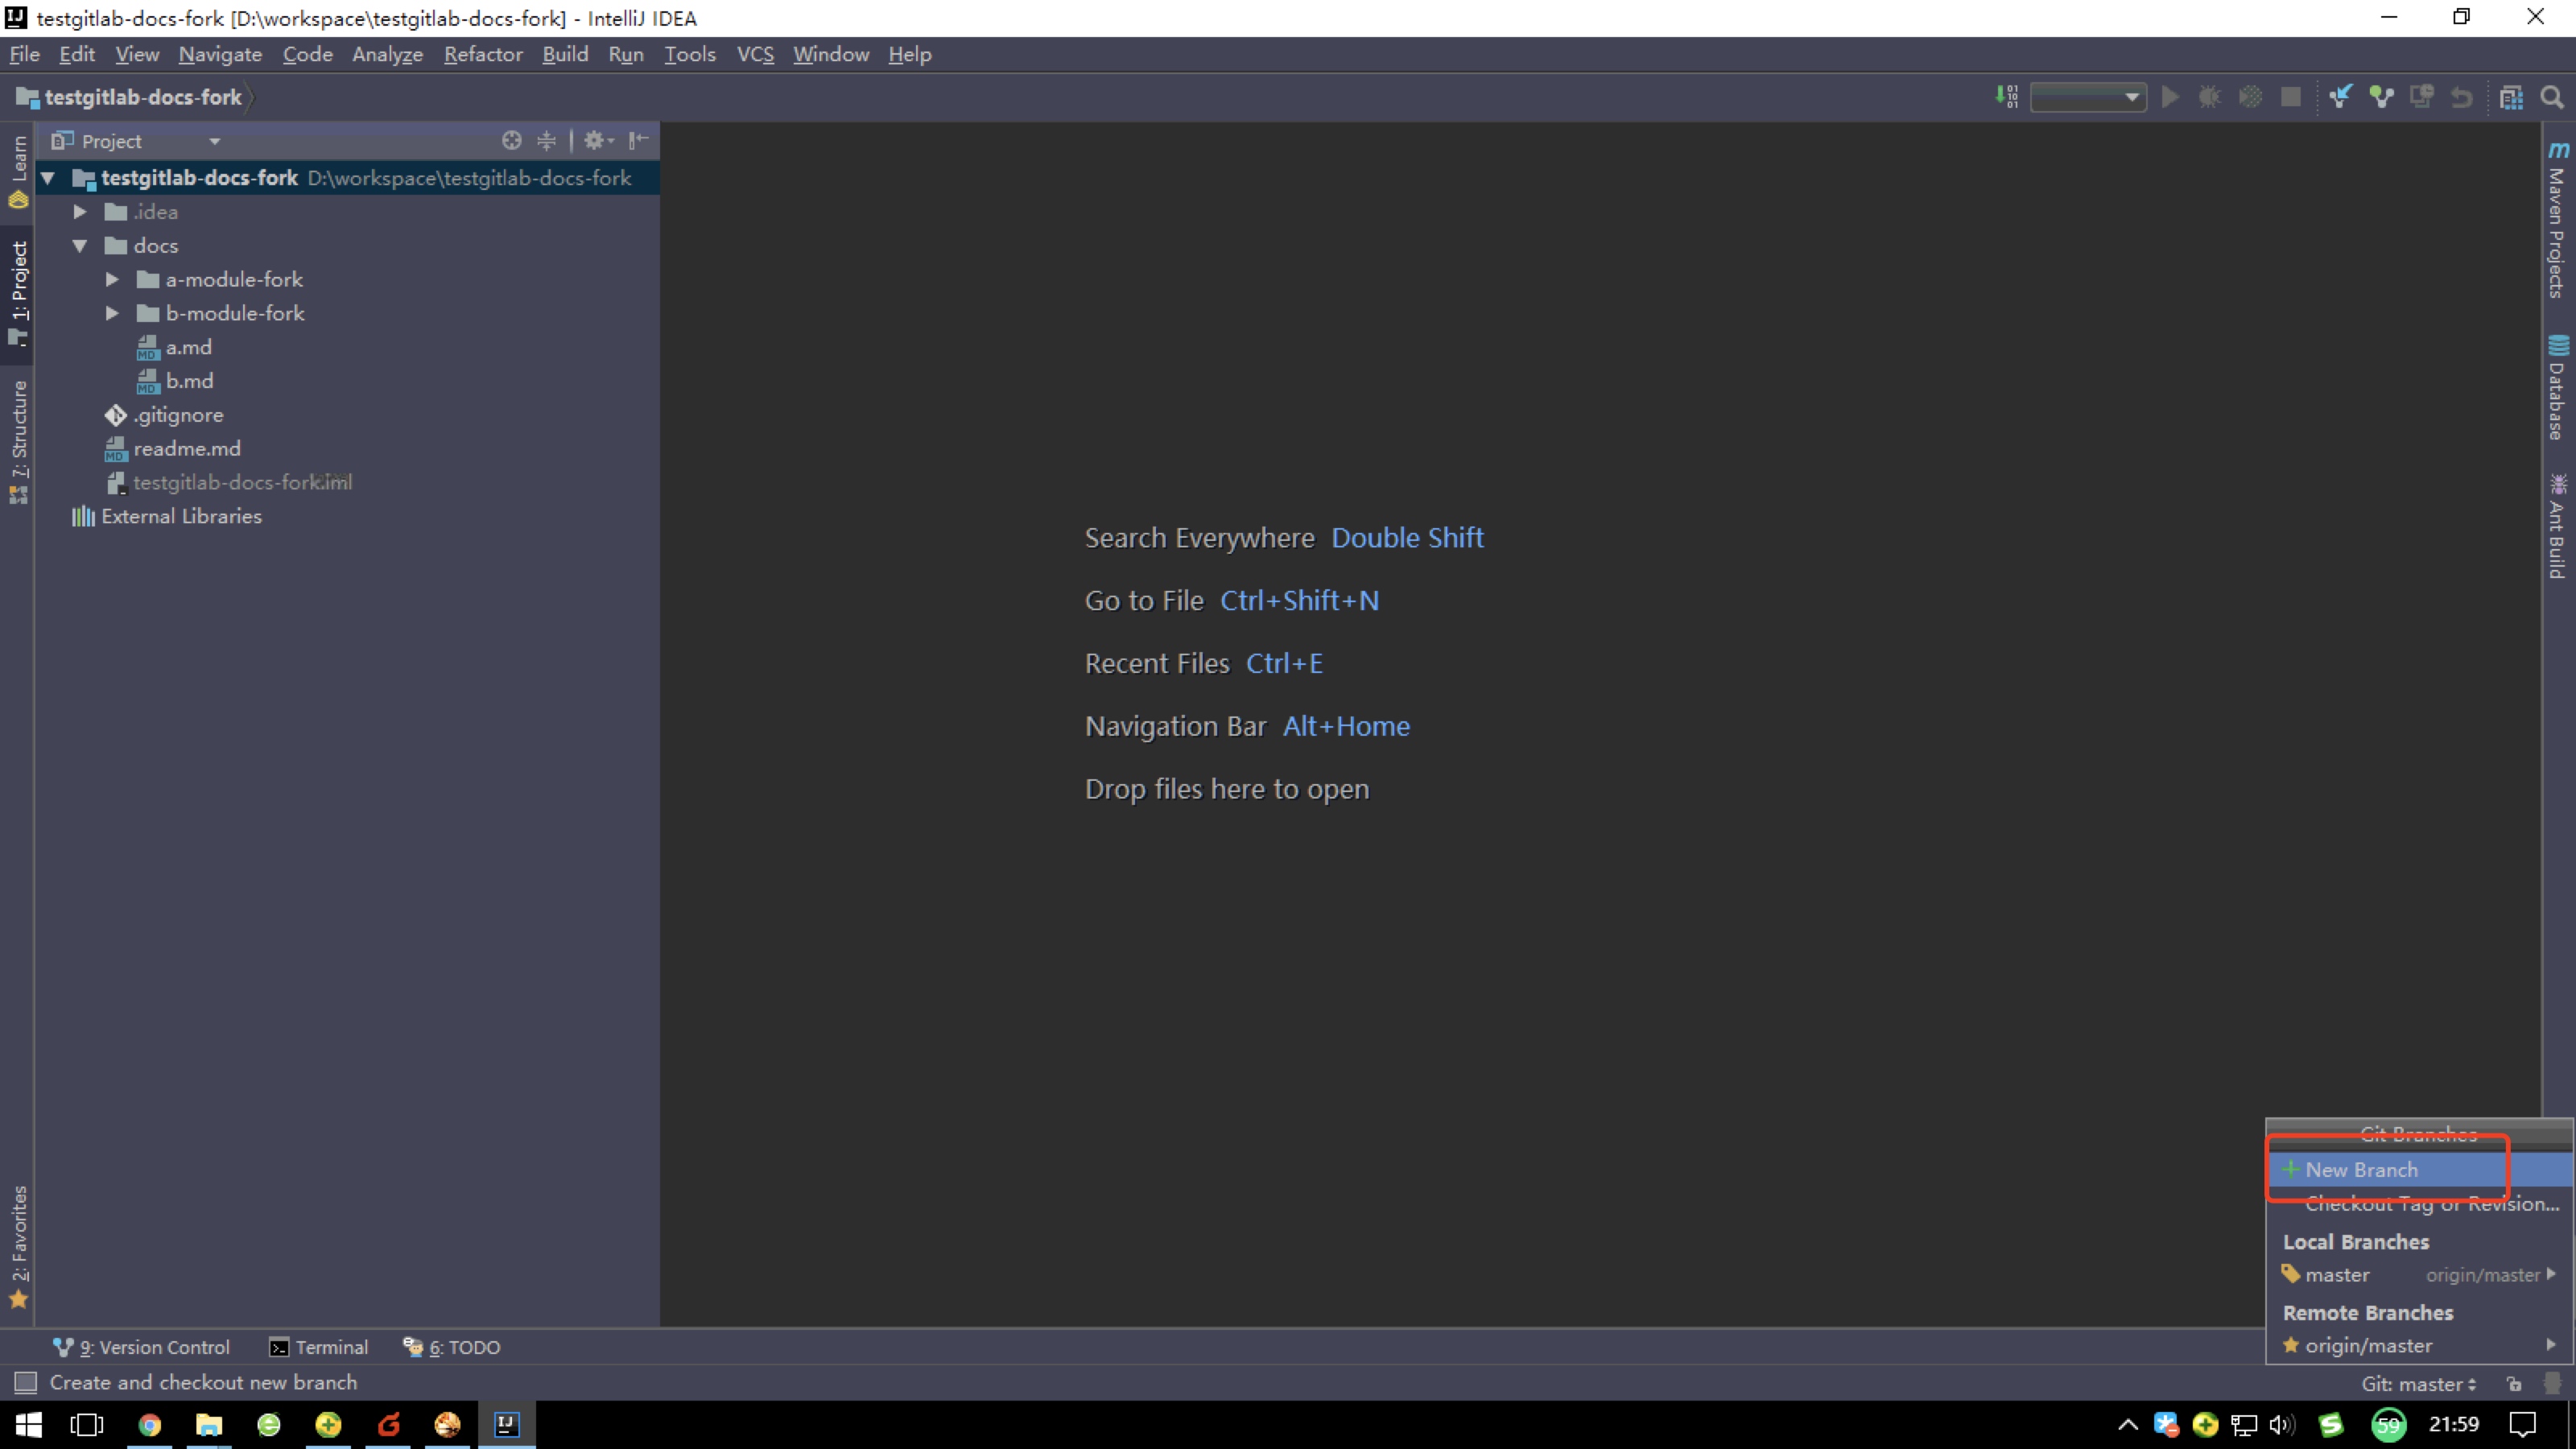 testgitlab-docs-fork [D:\workspace\testgitlab-docs-fork] - IntelliJ IDEA
File Edit View Navigate Code Analyze Refactor Build Run Tools VCS Window Help
testgitlab-docs-fork
Project
testgitlab-docs-fork D:\workspace\testgitlab-docs-fork
.idea
docs
a-module-fork
b-module-fork
a.md
b.md
.gitignore
readme.md
testgitlab-docs-fork.iml
External Libraries
Learn
1: Project
7: Structure
2: Favorites
Search Everywhere Double Shift
Go to File Ctrl+Shift+N
Recent Files Ctrl+E
Navigation Bar Alt+Home
Drop files here to open
Maven Projects
Database
Ant Build
Git Branches
New Branch
Checkout Tag or Revision...
Local Branches
master origin/master
Remote Branches
origin/master
9: Version Control Terminal 6: TODO
Create and checkout new branch
Git: master
59 21:59